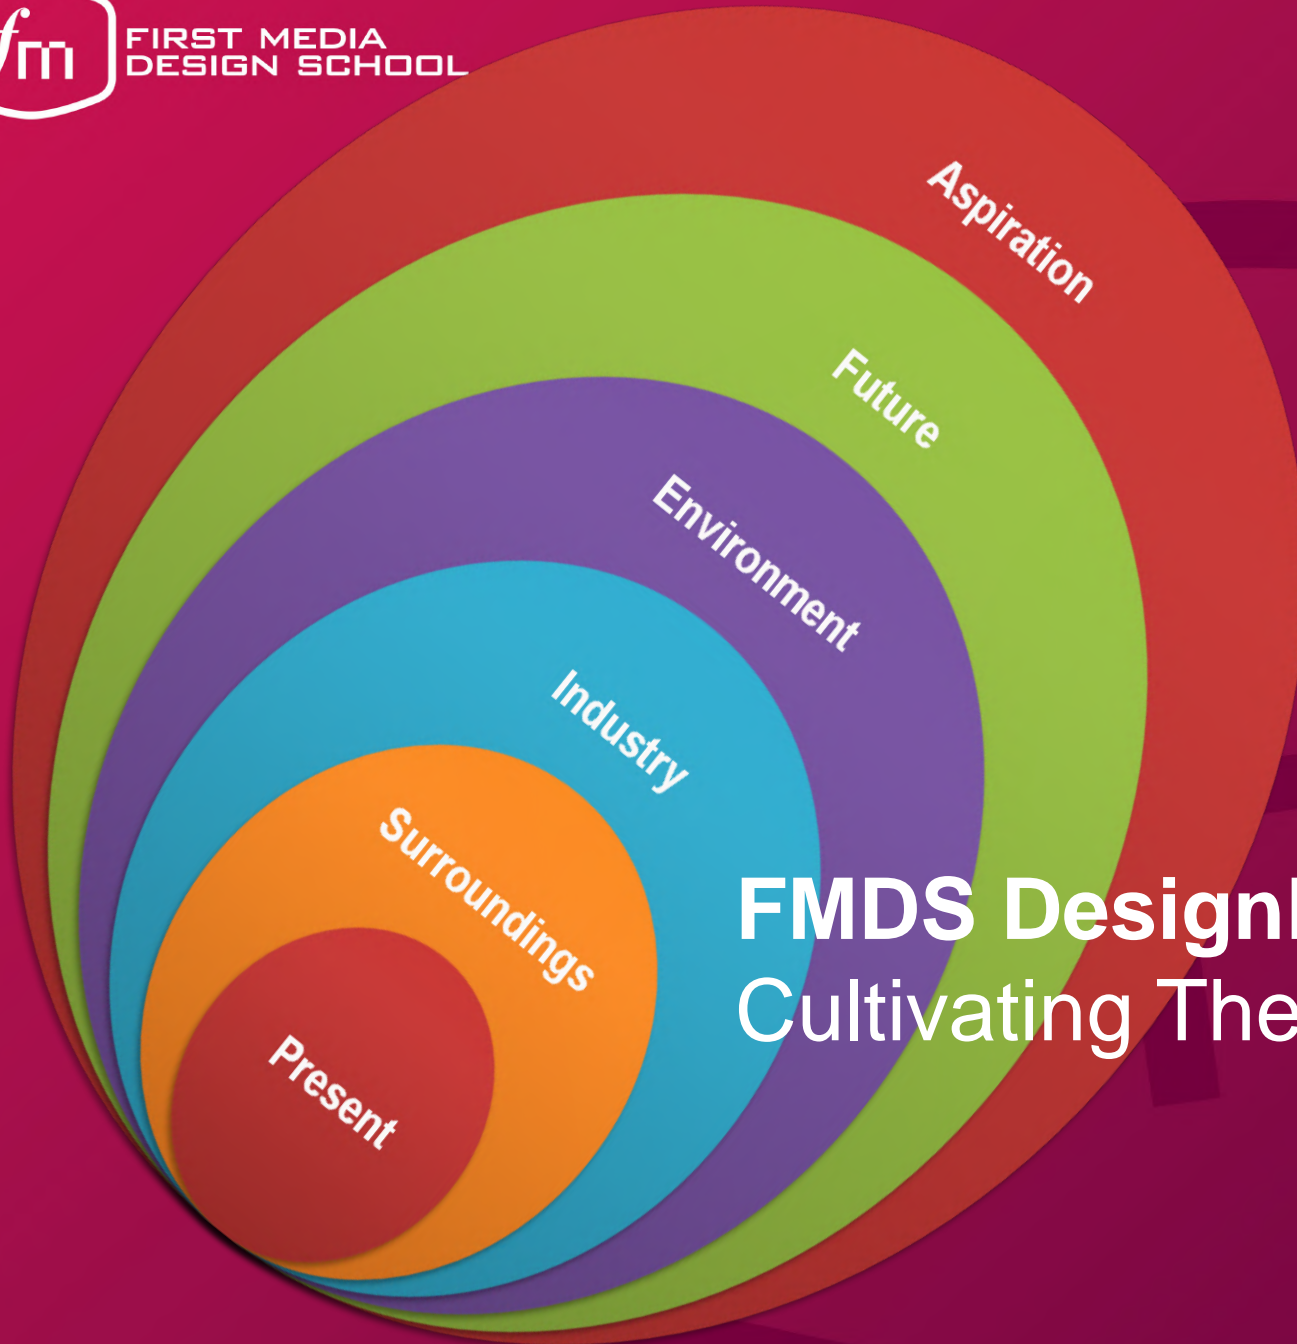 fm
FIRST MEDIA
DESIGN SCHOOL
Aspiration
Future
Environment
Industry
Surroundings
Present
FMDS Design
Cultivating The